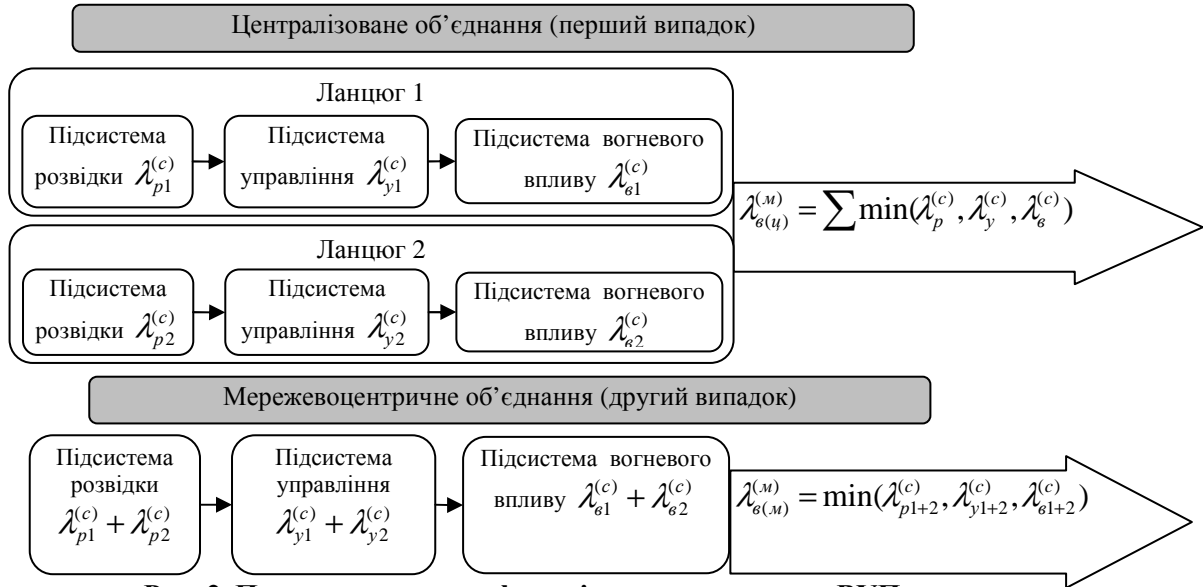 Централізоване об’єднання (перший випадок)
Ланцюг 1
Підсистема
розвідки λ_{p1}^{(c)}
Підсистема
управління λ_{y1}^{(c)}
Підсистема вогневого
впливу λ_{в1}^{(c)}
λ_{в(ц)}^{(м)} = ∑ min(λ_p^{(c)}, λ_y^{(c)}, λ_в^{(c)})
Ланцюг 2
Підсистема
розвідки λ_{p2}^{(c)}
Підсистема
управління λ_{y2}^{(c)}
Підсистема вогневого
впливу λ_{в2}^{(c)}
Мережевоцентричне об’єднання (другий випадок)
Підсистема
розвідки
λ_{p1}^{(c)} + λ_{p2}^{(c)}
Підсистема
управління
λ_{y1}^{(c)} + λ_{y2}^{(c)}
Підсистема вогневого
впливу λ_{в1}^{(c)} + λ_{в2}^{(c)}
λ_{в(м)}^{(м)} = min(λ_{p1+2}^{(c)}, λ_{y1+2}^{(c)}, λ_{в1+2}^{(c)})